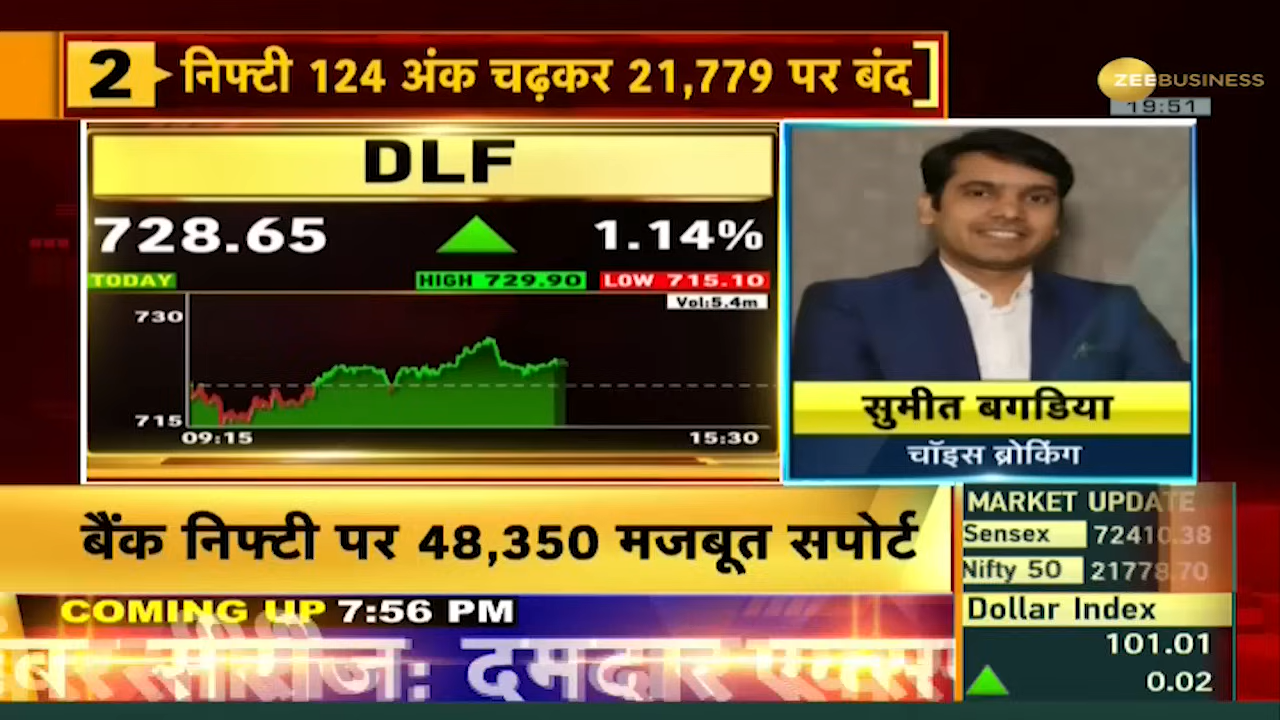 2
निफ्टी 124 अंक चढ़कर 21,779 पर बंद
ZEEBUSINESS
19:51
DLF
728.65
1.14%
TODAY
HIGH 729.90
LOW 715.10
Vol:5.4m
730
715
09:15
15:30
सुमीत बगडिया
चॉइस ब्रोकिंग
बैंक निफ्टी पर 48,350 मजबूत सपोर्ट
MARKET UPDATE
Sensex 72410.38
Nifty 50 21778.70
Dollar Index
101.01
0.02
COMING UP 7:56 PM
सीरीज: दमदार